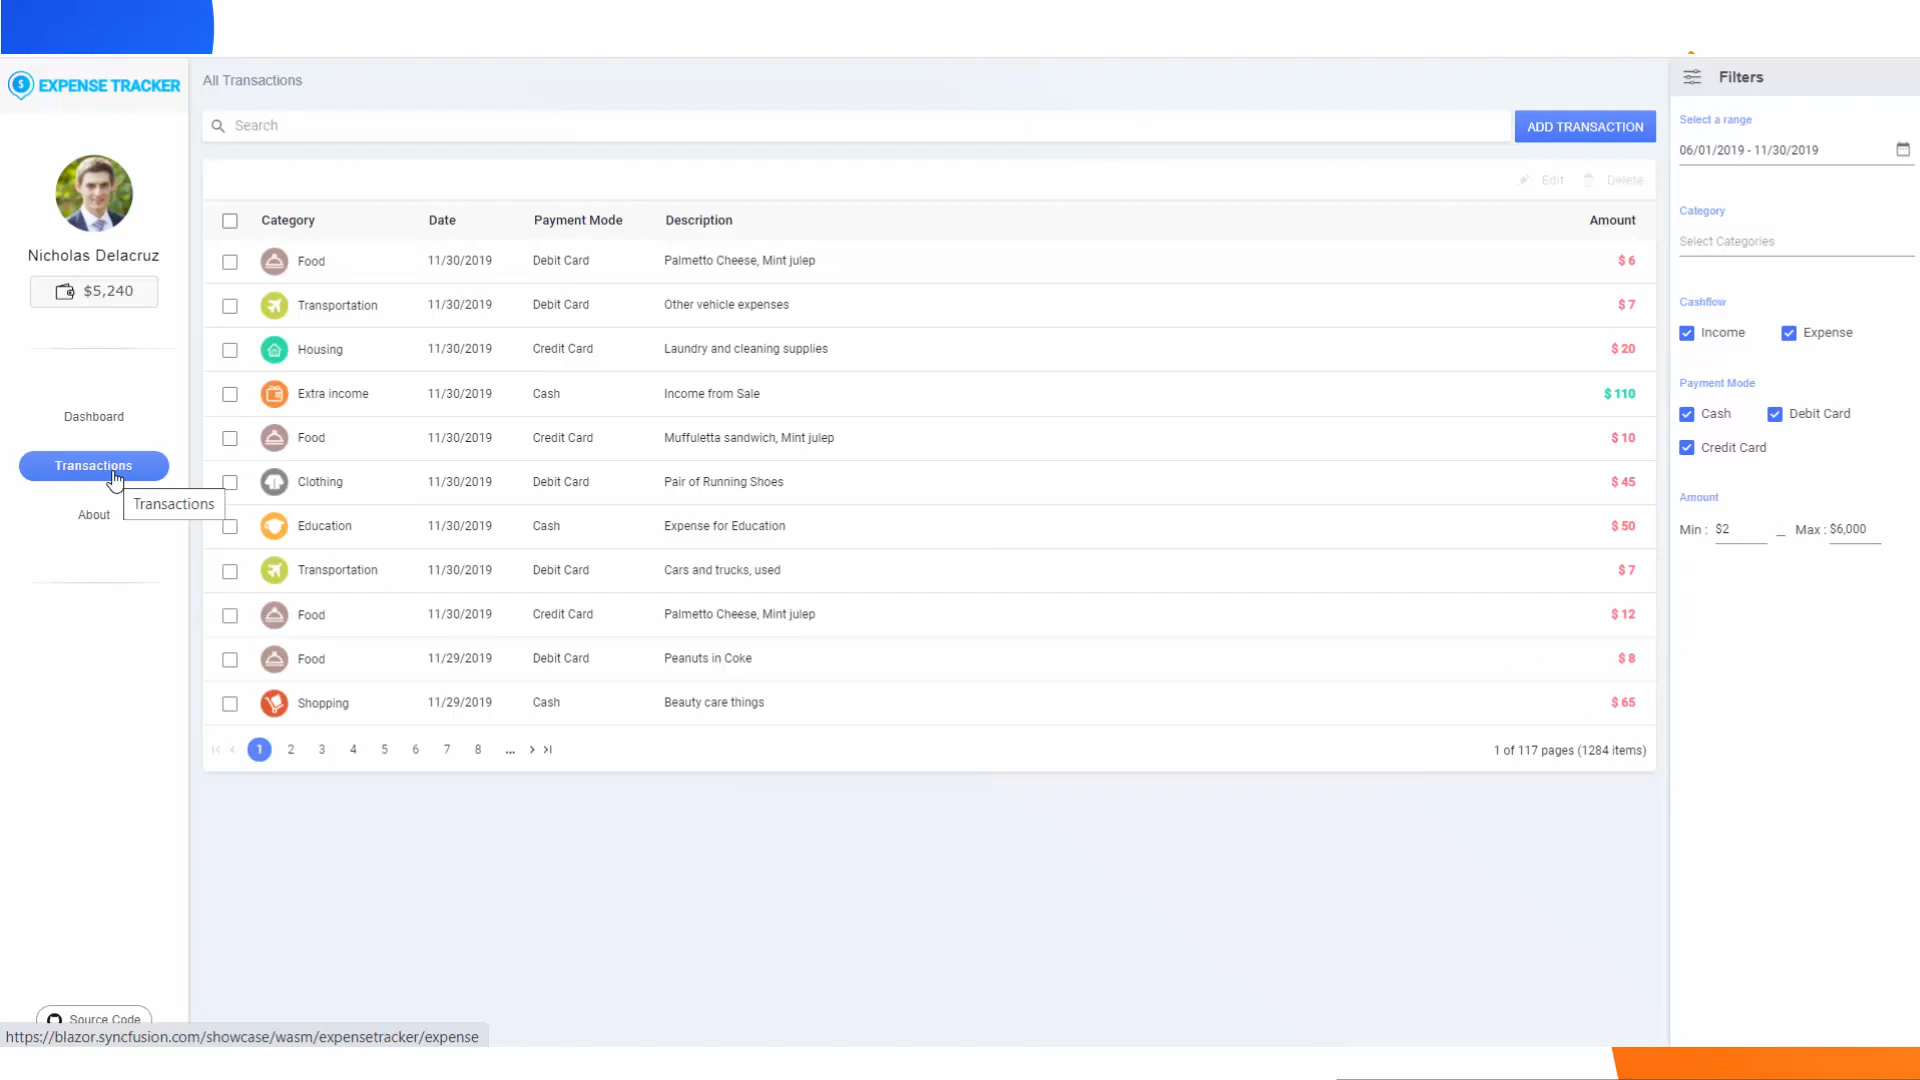 EXPENSE TRACKER
Nicholas Delacruz
$5,240
Dashboard
Transactions
Transactions
About
Source Code
https://blazor.syncfusion.com/showcase/wasm/expensetracker/expense
All Transactions
Search
ADD TRANSACTION
Edit Delete
Category Date Payment Mode Description Amount
Food 11/30/2019 Debit Card Palmetto Cheese, Mint julep $ 6
Transportation 11/30/2019 Debit Card Other vehicle expenses $ 7
Housing 11/30/2019 Credit Card Laundry and cleaning supplies $ 20
Extra income 11/30/2019 Cash Income from Sale $ 110
Food 11/30/2019 Credit Card Muffuletta sandwich, Mint julep $ 10
Clothing 11/30/2019 Debit Card Pair of Running Shoes $ 45
Education 11/30/2019 Cash Expense for Education $ 50
Transportation 11/30/2019 Debit Card Cars and trucks, used $ 7
Food 11/30/2019 Credit Card Palmetto Cheese, Mint julep $ 12
Food 11/29/2019 Debit Card Peanuts in Coke $ 8
Shopping 11/29/2019 Cash Beauty care things $ 65
1 2 3 4 5 6 7 8 ... 1 of 117 pages (1284 items)
Filters
Select a range
06/01/2019 - 11/30/2019
Category
Select Categories
Cashflow
Income Expense
Payment Mode
Cash Debit Card
Credit Card
Amount
Min : $2 _ Max : $6,000